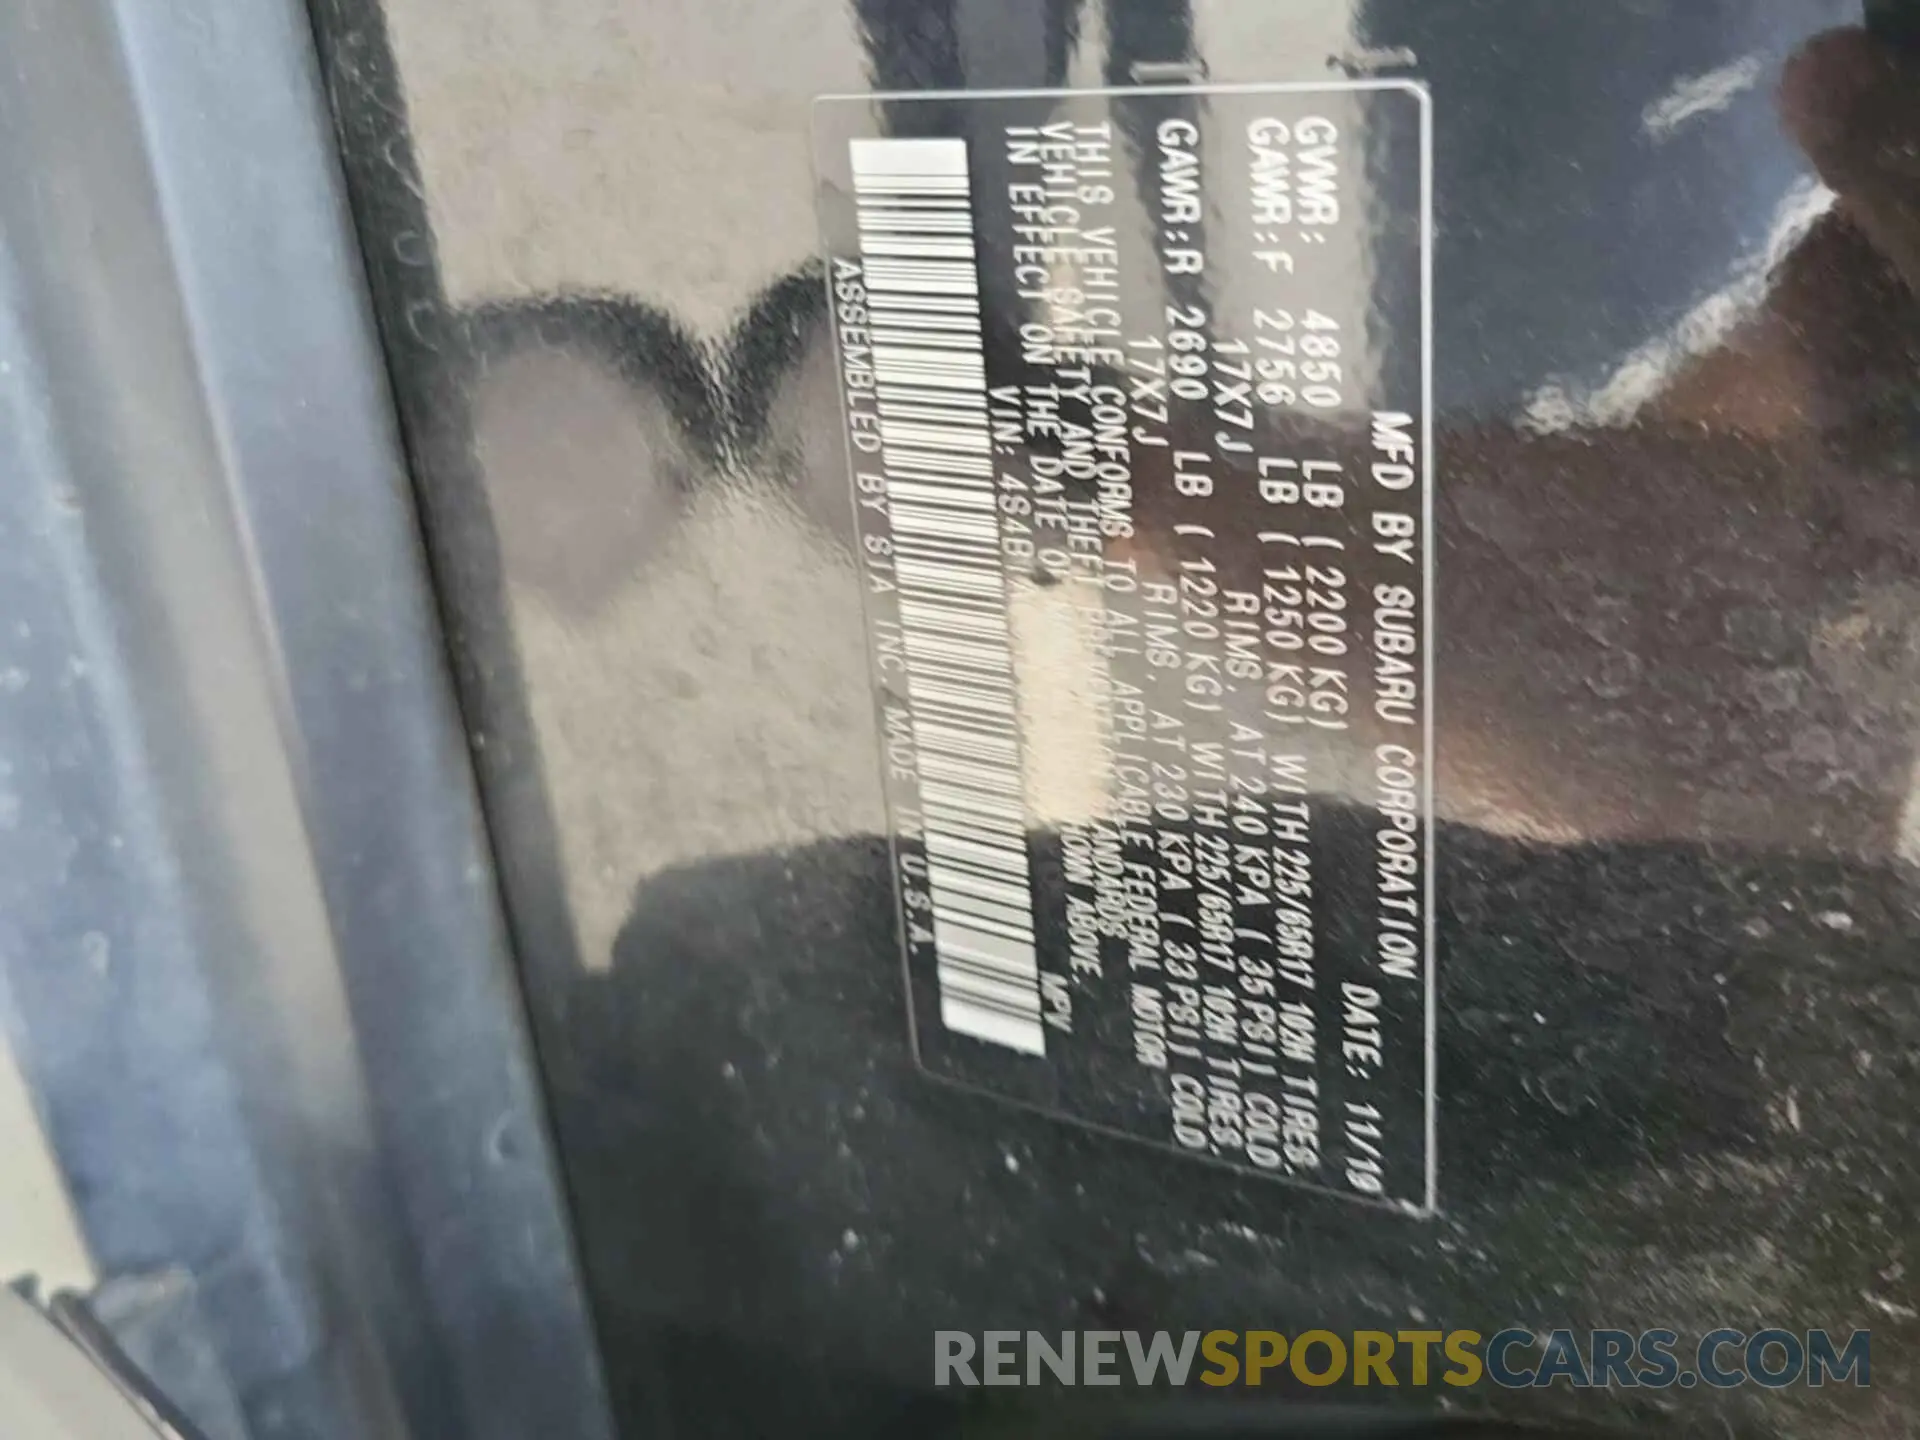 MFD BY SUBARU CORPORATION DATE: 11/19
GVWR: 4850 LB ( 2200 KG)
GAWR:F 2756 LB ( 1250 KG) WITH 225/65R17 102H TIRES.
17X7J RIMS, AT 240 KPA ( 35 PSI) COLD
GAWR:R 2690 LB ( 1220 KG) WITH 225/65R17 102H TIRES.
17X7J RIMS, AT 230 KPA ( 33 PSI) COLD
THIS VEHICLE CONFORMS TO ALL APPLICABLE FEDERAL MOTOR
VEHICLE SAFETY AND THEFT PREVENTION STANDARDS
IN EFFECT ON THE DATE ABOVE.
VIN: 4S4B MPV
ASSEMBLED BY SIA INC. MADE U.S.A.
RENEWSPORTSCARS.COM